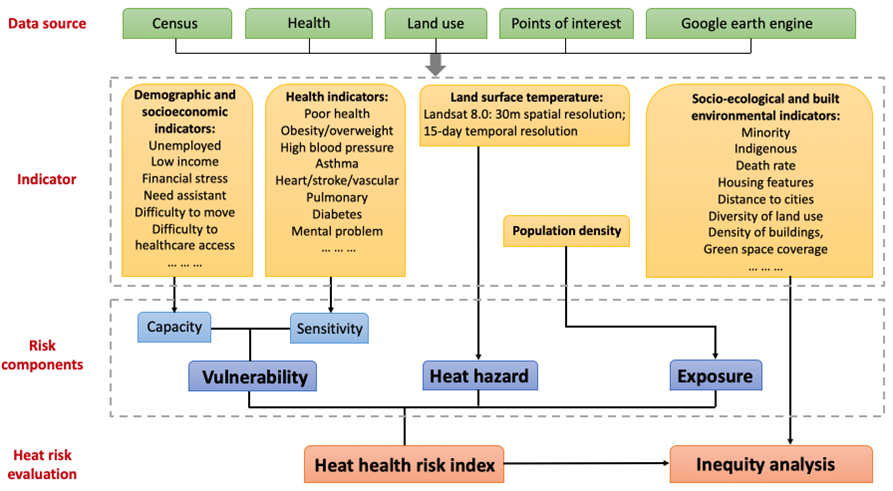 Data source
Census
Health
Land use
Points of interest
Google earth engine
Indicator
Demographic and
socioeconomic
indicators:
Unemployed
Low income
Financial stress
Need assistant
Difficulty to move
Difficulty to
healthcare access
… … …
Health indicators:
Poor health
Obesity/overweight
High blood pressure
Asthma
Heart/stroke/vascular
Pulmonary
Diabetes
Mental problem
… … …
Land surface temperature:
Landsat 8.0: 30m spatial resolution;
15-day temporal resolution
Population density
Socio-ecological and built
environmental indicators:
Minority
Indigenous
Death rate
Housing features
Distance to cities
Diversity of land use
Density of buildings,
Green space coverage
… … …
Risk
components
Capacity
Sensitivity
Vulnerability
Heat hazard
Exposure
Heat risk
evaluation
Heat health risk index
Inequity analysis